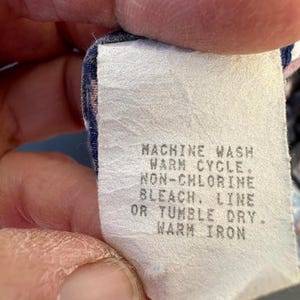 MACHINE WASH
WARM CYCLE.
NON-CHLORINE
BLEACH. LINE
OR TUMBLE DRY.
WARM IRON